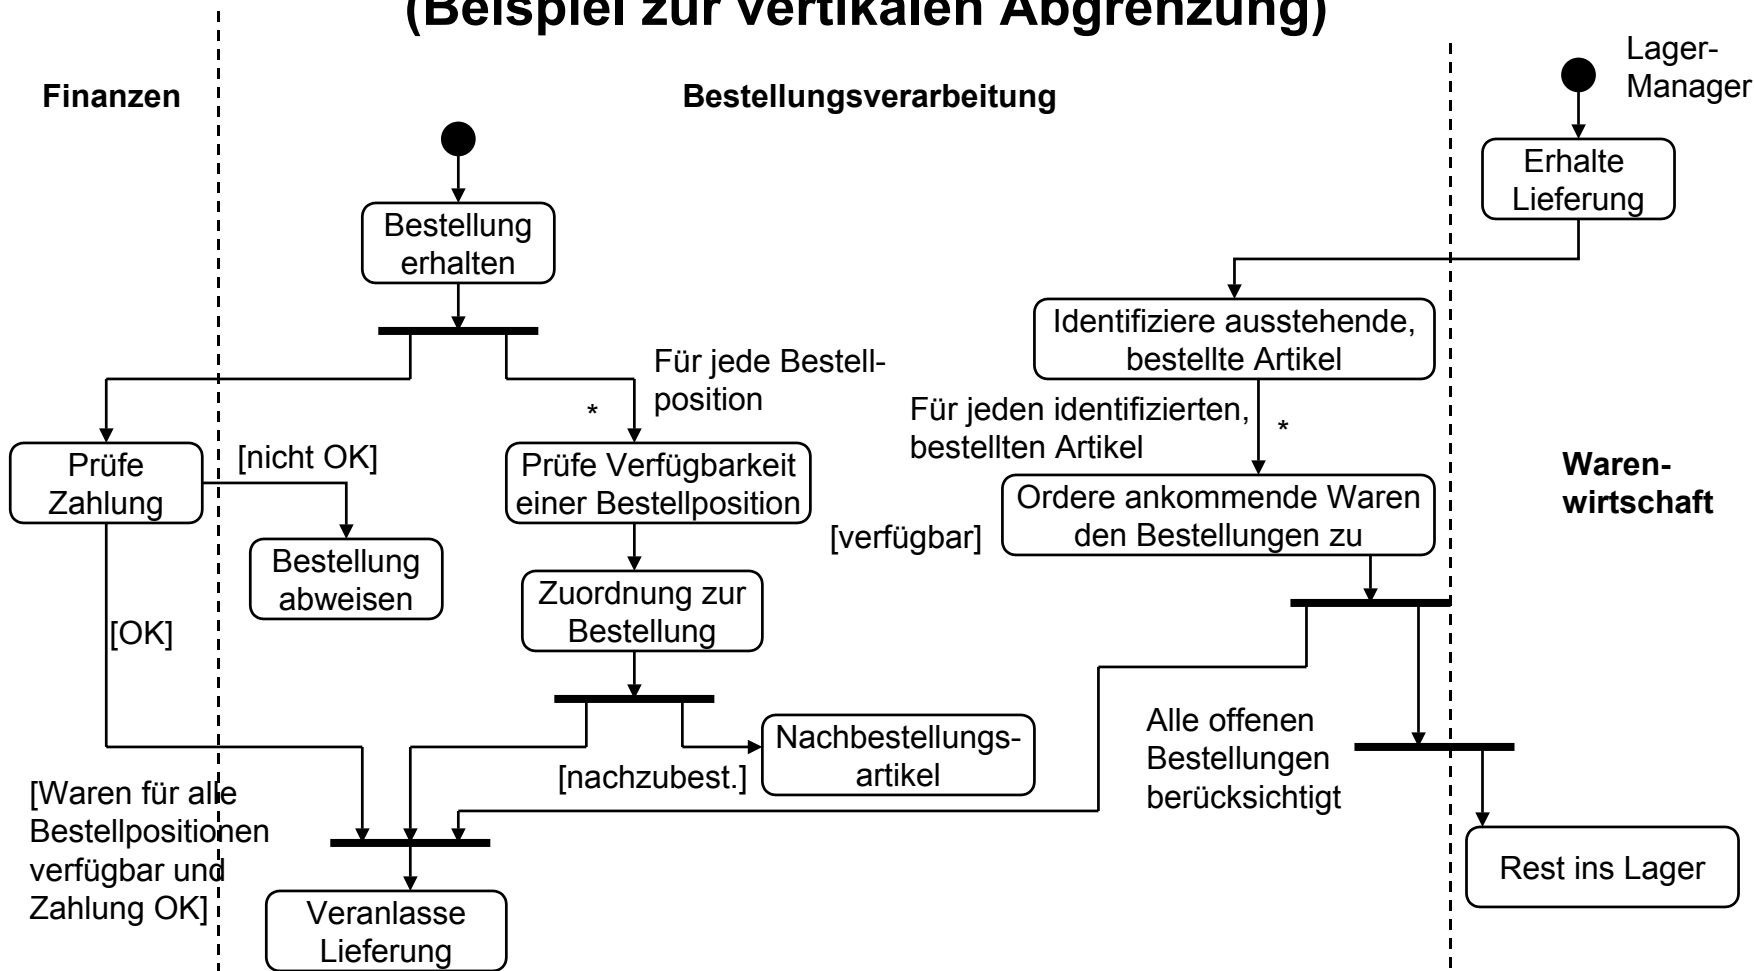 (Beispiel zur vertikalen Abgrenzung)
Lager-
Manager
Finanzen
Bestellungsverarbeitung
Erhalte
Lieferung
Bestellung
erhalten
Identifiziere ausstehende,
bestellte Artikel
Für jede Bestell-
position
*
Für jeden identifizierten,
bestellten Artikel
*
Prüfe
Zahlung
[nicht OK]
Prüfe Verfügbarkeit
einer Bestellposition
Ordere ankommende Waren
den Bestellungen zu
Waren-
wirtschaft
[verfügbar]
Bestellung
abweisen
Zuordnung zur
Bestellung
[OK]
Nachbestellungs-
artikel
[nachzubest.]
Alle offenen
Bestellungen
berücksichtigt
[Waren für alle
Bestellpositionen
verfügbar und
Zahlung OK]
Rest ins Lager
Veranlasse
Lieferung